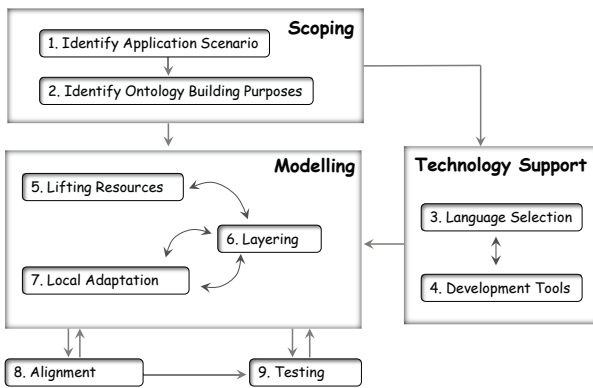 Scoping
1. Identify Application Scenario
2. Identify Ontology Building Purposes
Modelling
5. Lifting Resources
6. Layering
7. Local Adaptation
Technology Support
3. Language Selection
4. Development Tools
8. Alignment
9. Testing